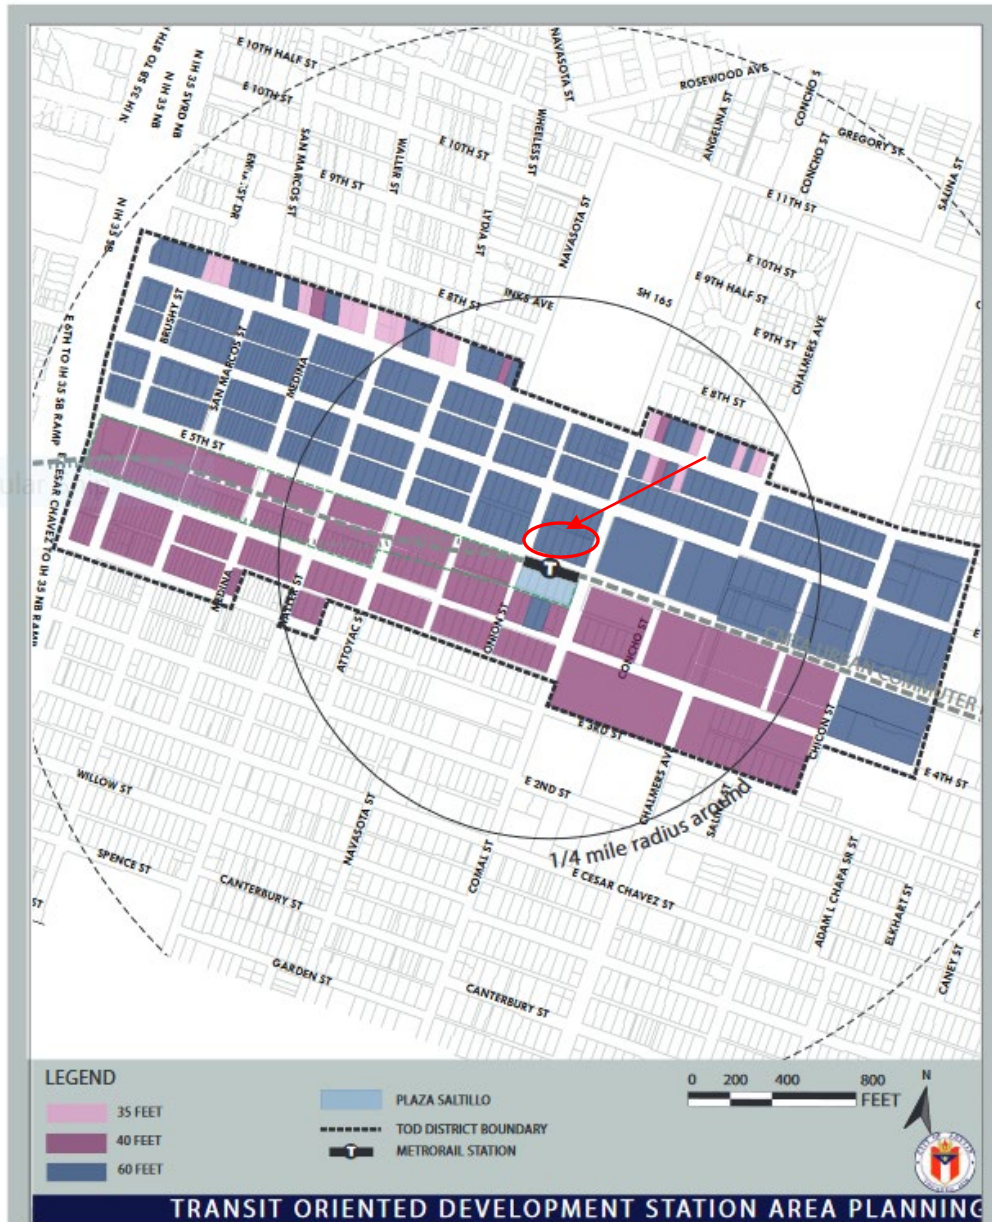 N IH 35 SB TO 8TH
N IH 35 NB
N IH 35 SVRD NB
E 10TH HALF ST
E 10TH ST
NAVASOTA ST
ROSEWOOD AVE
CONCHO S
ANGELINA ST
GREGORY ST
SAN MARCOS ST
WALLER ST
E 10TH ST
WHEELESS ST
CONCHO ST
SALINA ST
E 9TH ST
E 11TH ST
N IH 35 SB
LYDIA ST
NAVASOTA ST
E 10TH ST
E 9TH HALF ST
SH 165
INKS AVE
E 8TH ST
E 9TH ST
CHALMERS AVE
BRUSHY ST
SAN MARCOS ST
MEDINA
E 6TH TO IH 35 SB RAMP
E 8TH ST
E 5TH ST
E CESAR CHAVEZ TO IH 35 NB RAMP
T
MEDINA
WALLER ST
ATTOYAC ST
ONION ST
CONCHO ST
URBAN COMMUTER
CHICON ST
E 3RD ST
E 4TH ST
WILLOW ST
E 2ND ST
CHALMERS AV
1/4 mile radius around
NAVASOTA ST
COMAL ST
SPENCE ST
CANTERBURY ST
E CESAR CHAVEZ ST
ADAM L CHAPA SR ST
ELKHART ST
CANEY ST
ST
GARDEN ST
CANTERBURY ST
LEGEND
35 FEET
40 FEET
60 FEET
PLAZA SALTILLO
TOD DISTRICT BOUNDARY
T METRORAIL STATION
0 200 400 800
FEET
N
TRANSIT ORIENTED DEVELOPMENT STATION AREA PLANNING